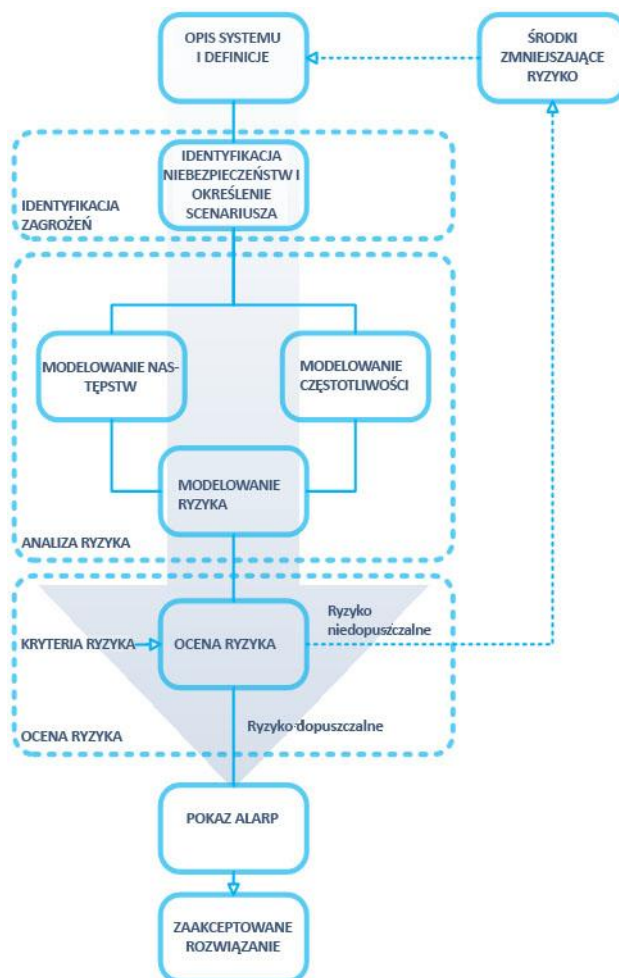 OPIS SYSTEMU
I DEFINICJE
ŚRODKI
ZMNIEJSZAJĄCE
RYZYKO
IDENTYFIKACJA
NIEBEZPIECZEŃSTW I
OKREŚLENIE
SCENARIUSZA
IDENTYFIKACJA
ZAGROŻEŃ
MODELOWANIE NAS-
TĘPSTW
MODELOWANIE
CZĘSTOTLIWOŚCI
MODELOWANIE
RYZYKA
ANALIZA RYZYKA
Ryzyko
niedopuszczalne
KRYTERIA RYZYKA
OCENA RYZYKA
Ryzyko dopuszczalne
OCENA RYZYKA
POKAZ ALARP
ZAAKCEPTOWANE
ROZWIĄZANIE